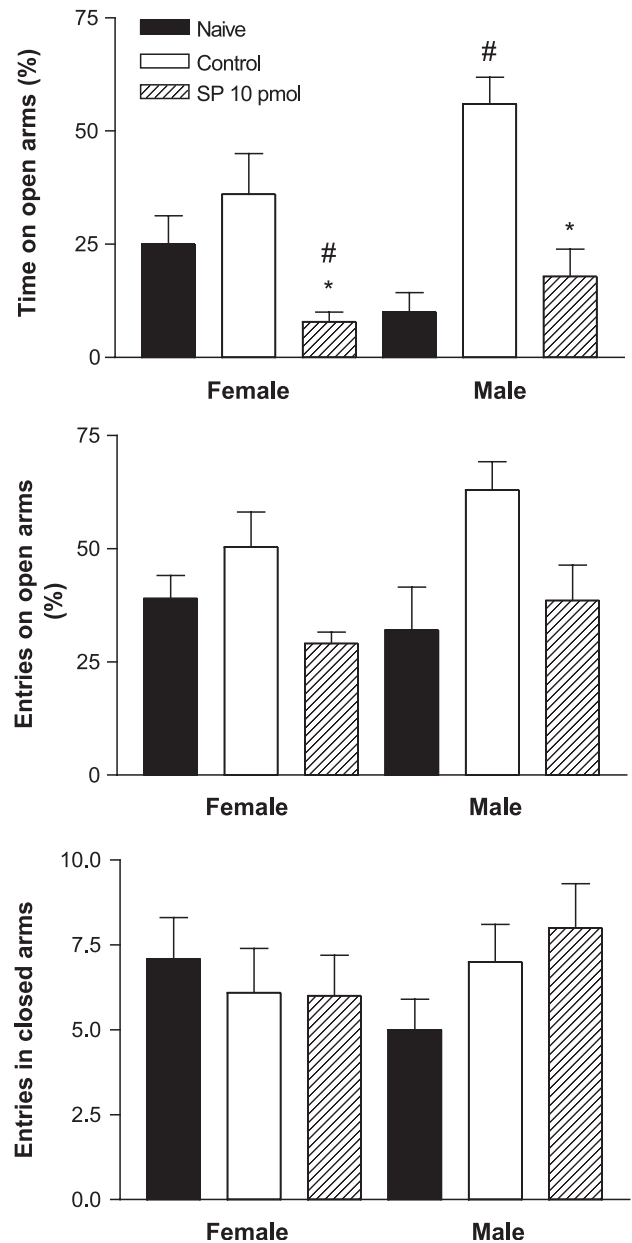 75
50
25
0
Time on open arms (%)
Naive
Control
SP 10 pmol
#
*
#
*
Female Male
75
50
25
0
Entries on open arms
(%)
Female Male
10.0
7.5
5.0
2.5
0.0
Entries in closed arms
Female Male